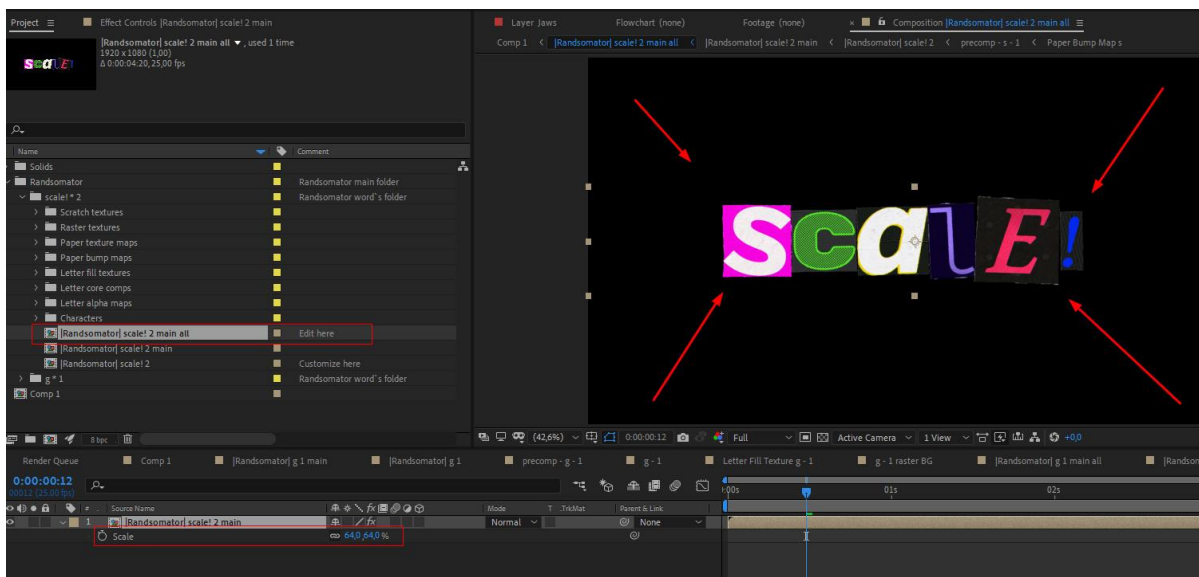 Project
Effect Controls |Randsomator| scale! 2 main
Layer Jaws
Flowchart (none)
Footage (none)
Composition |Randsomator| scale! 2 main all
|Randsomator| scale! 2 main all , used 1 time
1920 x 1080 (1,00)
Δ 0:00:04:20, 25,00 fps
SCALE!
Comp 1
|Randsomator| scale! 2 main all
|Randsomator| scale! 2 main
|Randsomator| scale! 2
precomp - s - 1
Paper Bump Map s
Name
Comment
Solids
Randsomator
Randsomator main folder
scale! * 2
Randsomator word`s folder
Scratch textures
Raster textures
Paper texture maps
Paper bump maps
Letter fill textures
Letter core comps
Letter alpha maps
Characters
|Randsomator| scale! 2 main all
Edit here
|Randsomator| scale! 2 main
|Randsomator| scale! 2
Customize here
g * 1
Randsomator word`s folder
Comp 1
ScalE!
8 bpc
(42,6%)
0:00:00:12
Full
Active Camera
1 View
+0,0
Render Queue
Comp 1
|Randsomator| g 1 main
|Randsomator| g 1
precomp - g - 1
g - 1
Letter Fill Texture g - 1
g - 1 raster BG
|Randsomator| g 1 main all
|Randsom
0:00:00:12
00012 (25.00 fps)
:00s
01s
02s
#
Source Name
Mode
T .TrkMat
Parent & Link
1
|Randsomator| scale! 2 main
Normal
None
Scale
64,0,64,0 %